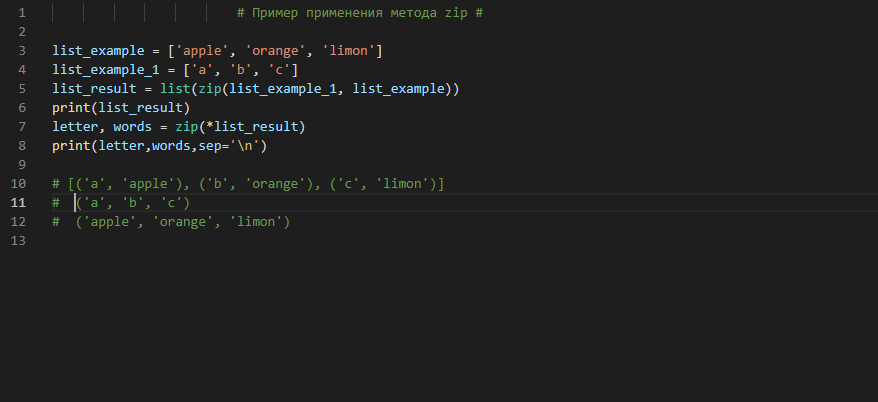 1 # Пример применения метода zip #
2
3 list_example = ['apple', 'orange', 'limon']
4 list_example_1 = ['a', 'b', 'c']
5 list_result = list(zip(list_example_1, list_example))
6 print(list_result)
7 letter, words = zip(*list_result)
8 print(letter,words,sep='\n')
9
10 # [('a', 'apple'), ('b', 'orange'), ('c', 'limon')]
11 #  ('a', 'b', 'c')
12 #  ('apple', 'orange', 'limon')
13